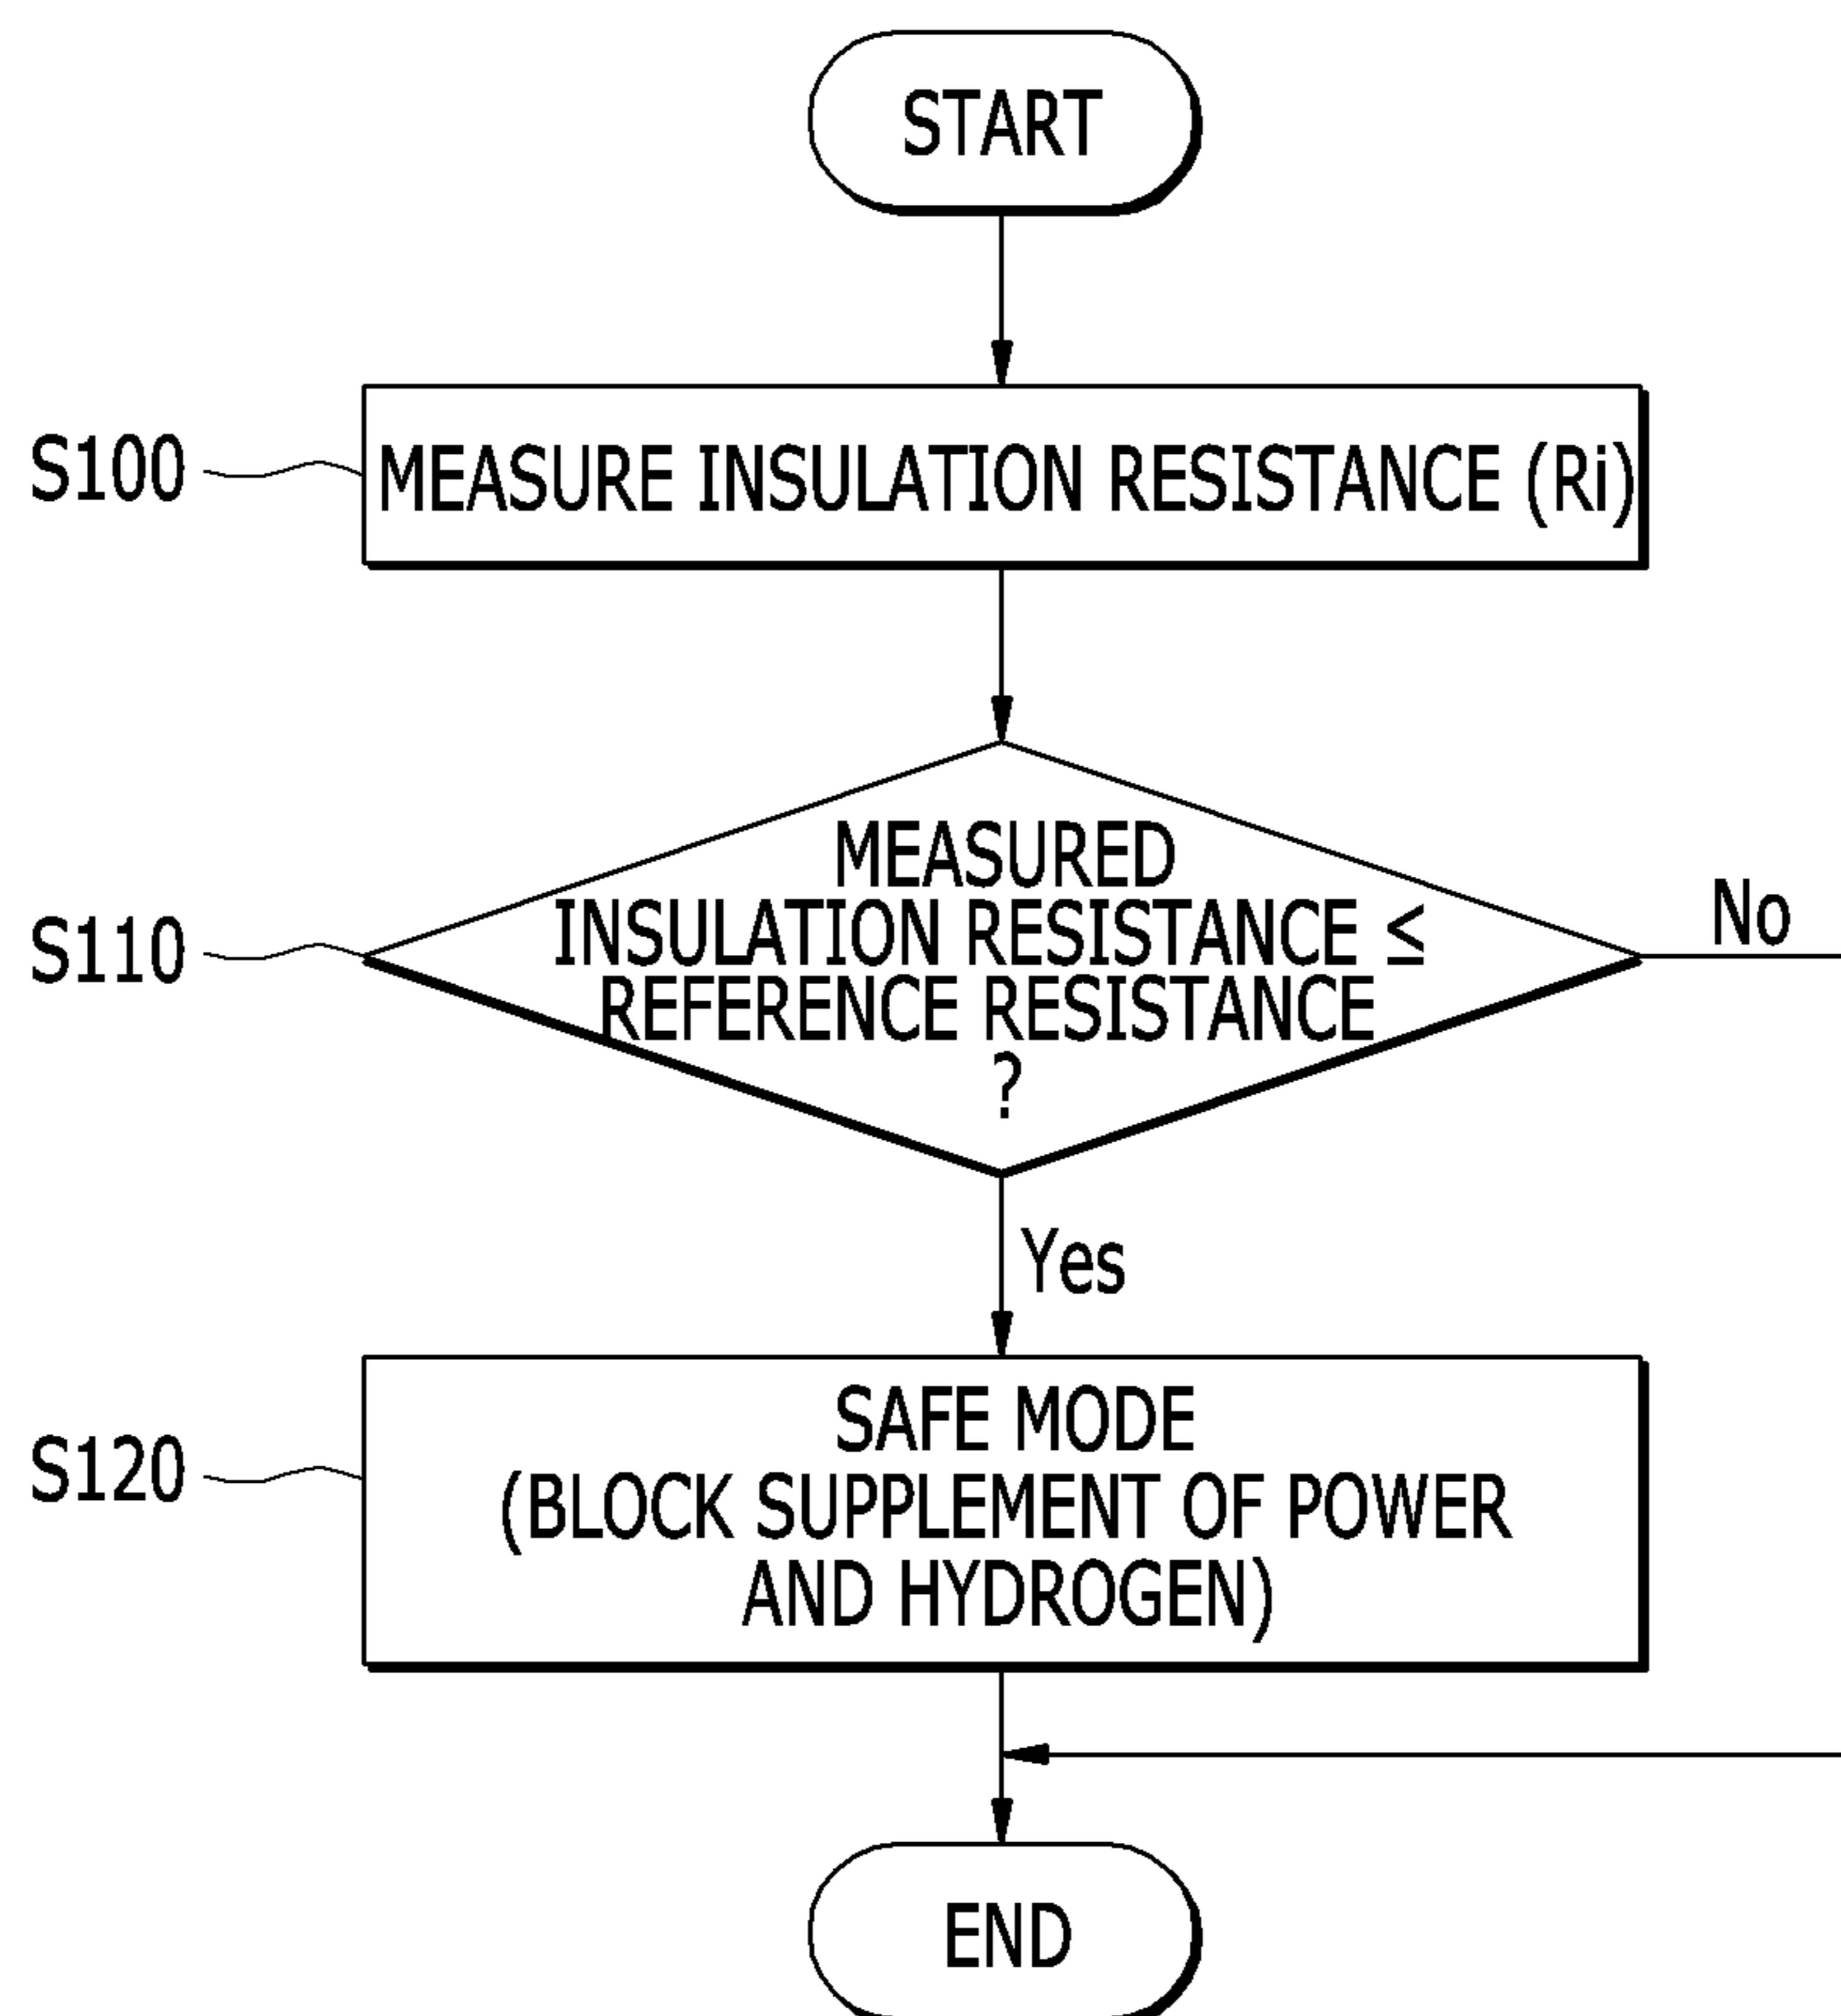 START
S100
MEASURE INSULATION RESISTANCE (Ri)
MEASURED
INSULATION RESISTANCE ≤
REFERENCE RESISTANCE
?
S110
No
Yes
S120
SAFE MODE
(BLOCK SUPPLEMENT OF POWER
AND HYDROGEN)
END